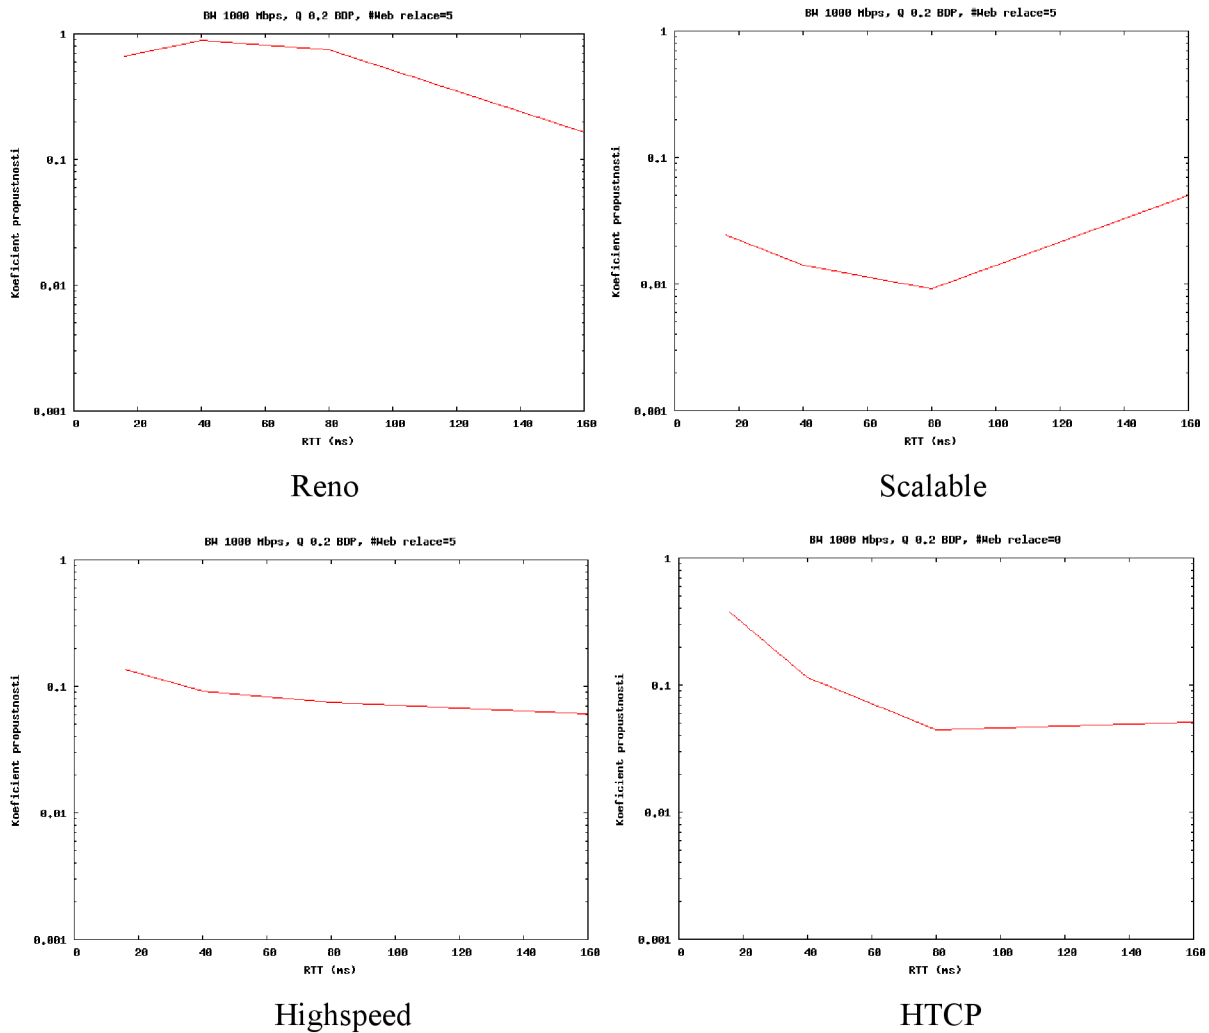 BW 1000 Mbps, Q 0.2 BDP, #Web relace=5
1
0.1
0.01
0.001
Koeficient propustnosti
0 20 40 60 80 100 120 140 160
RTT (ms)
Reno
BW 1000 Mbps, Q 0.2 BDP, #Web relace=5
1
0.1
0.01
0.001
Koeficient propustnosti
0 20 40 60 80 100 120 140 160
RTT (ms)
Scalable
BW 1000 Mbps, Q 0.2 BDP, #Web relace=5
1
0.1
0.01
0.001
Koeficient propustnosti
0 20 40 60 80 100 120 140 160
RTT (ms)
Highspeed
BW 1000 Mbps, Q 0.2 BDP, #Web relace=0
1
0.1
0.01
0.001
Koeficient propustnosti
0 20 40 60 80 100 120 140 160
RTT (ms)
HTCP